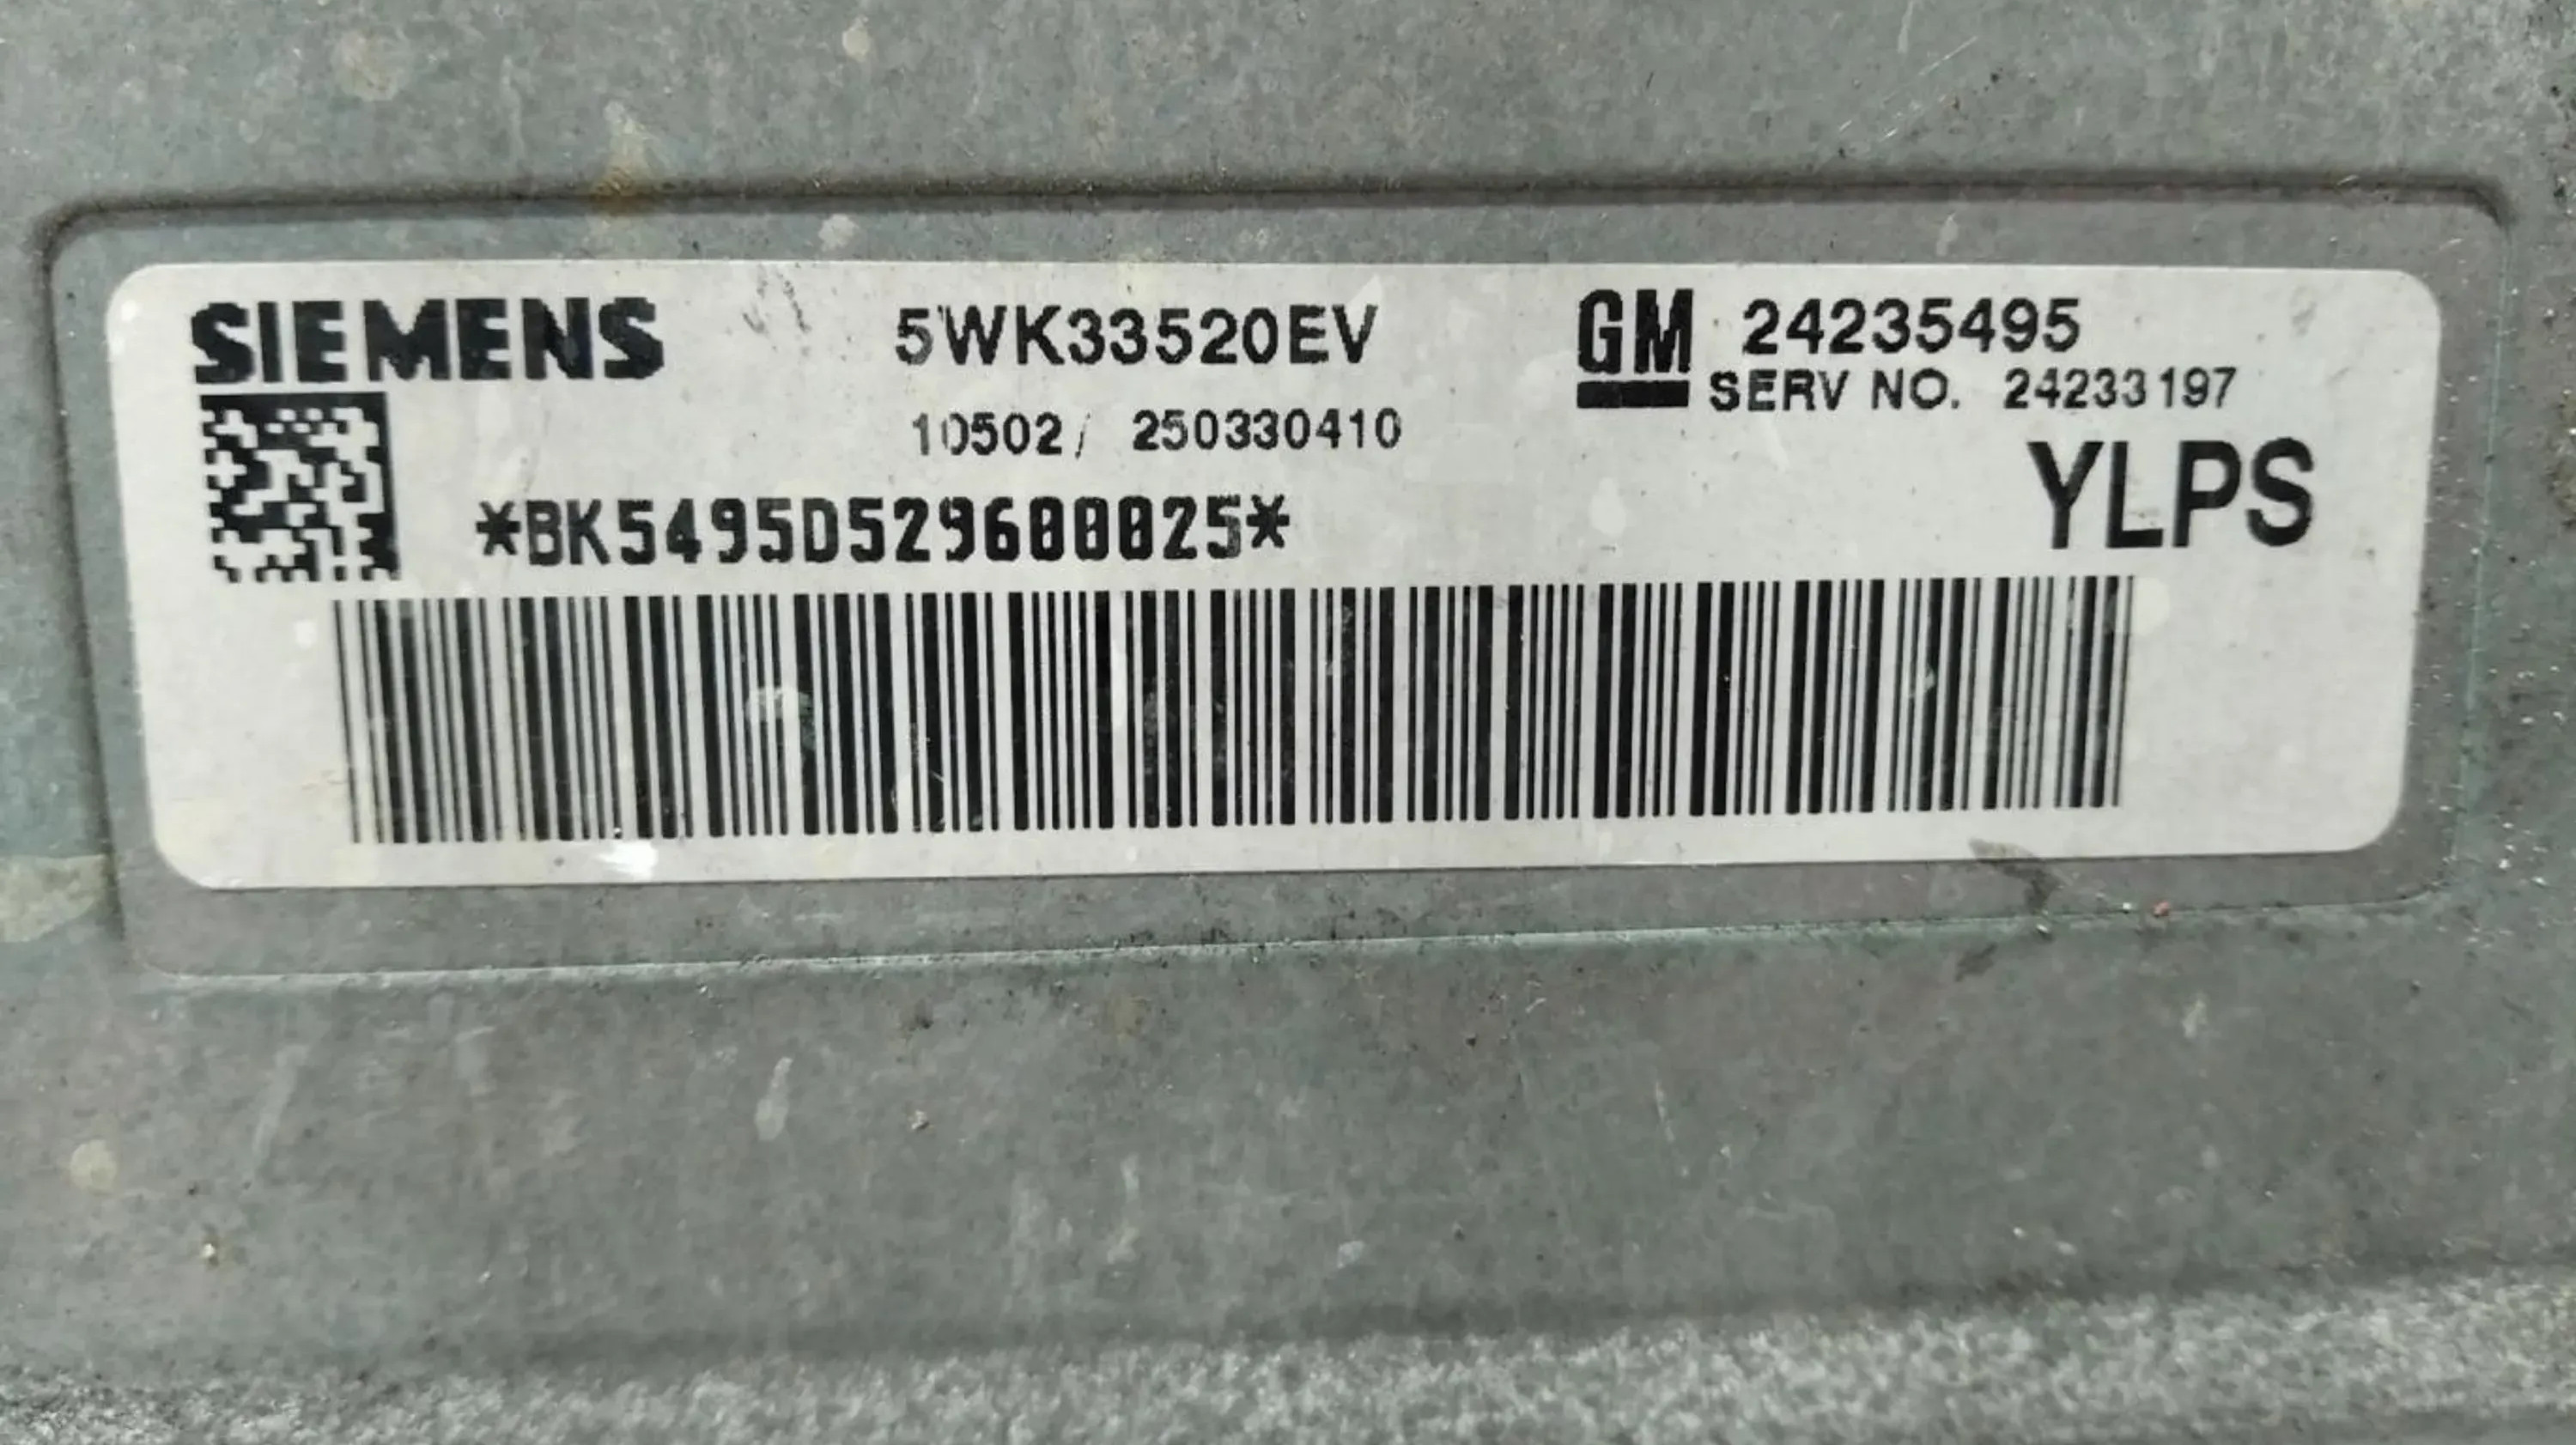 SIEMENS 5WK33520EV GM 24235495
SERV NO. 24233197
10502/ 250330410
YLPS
*BK5495D529600025*